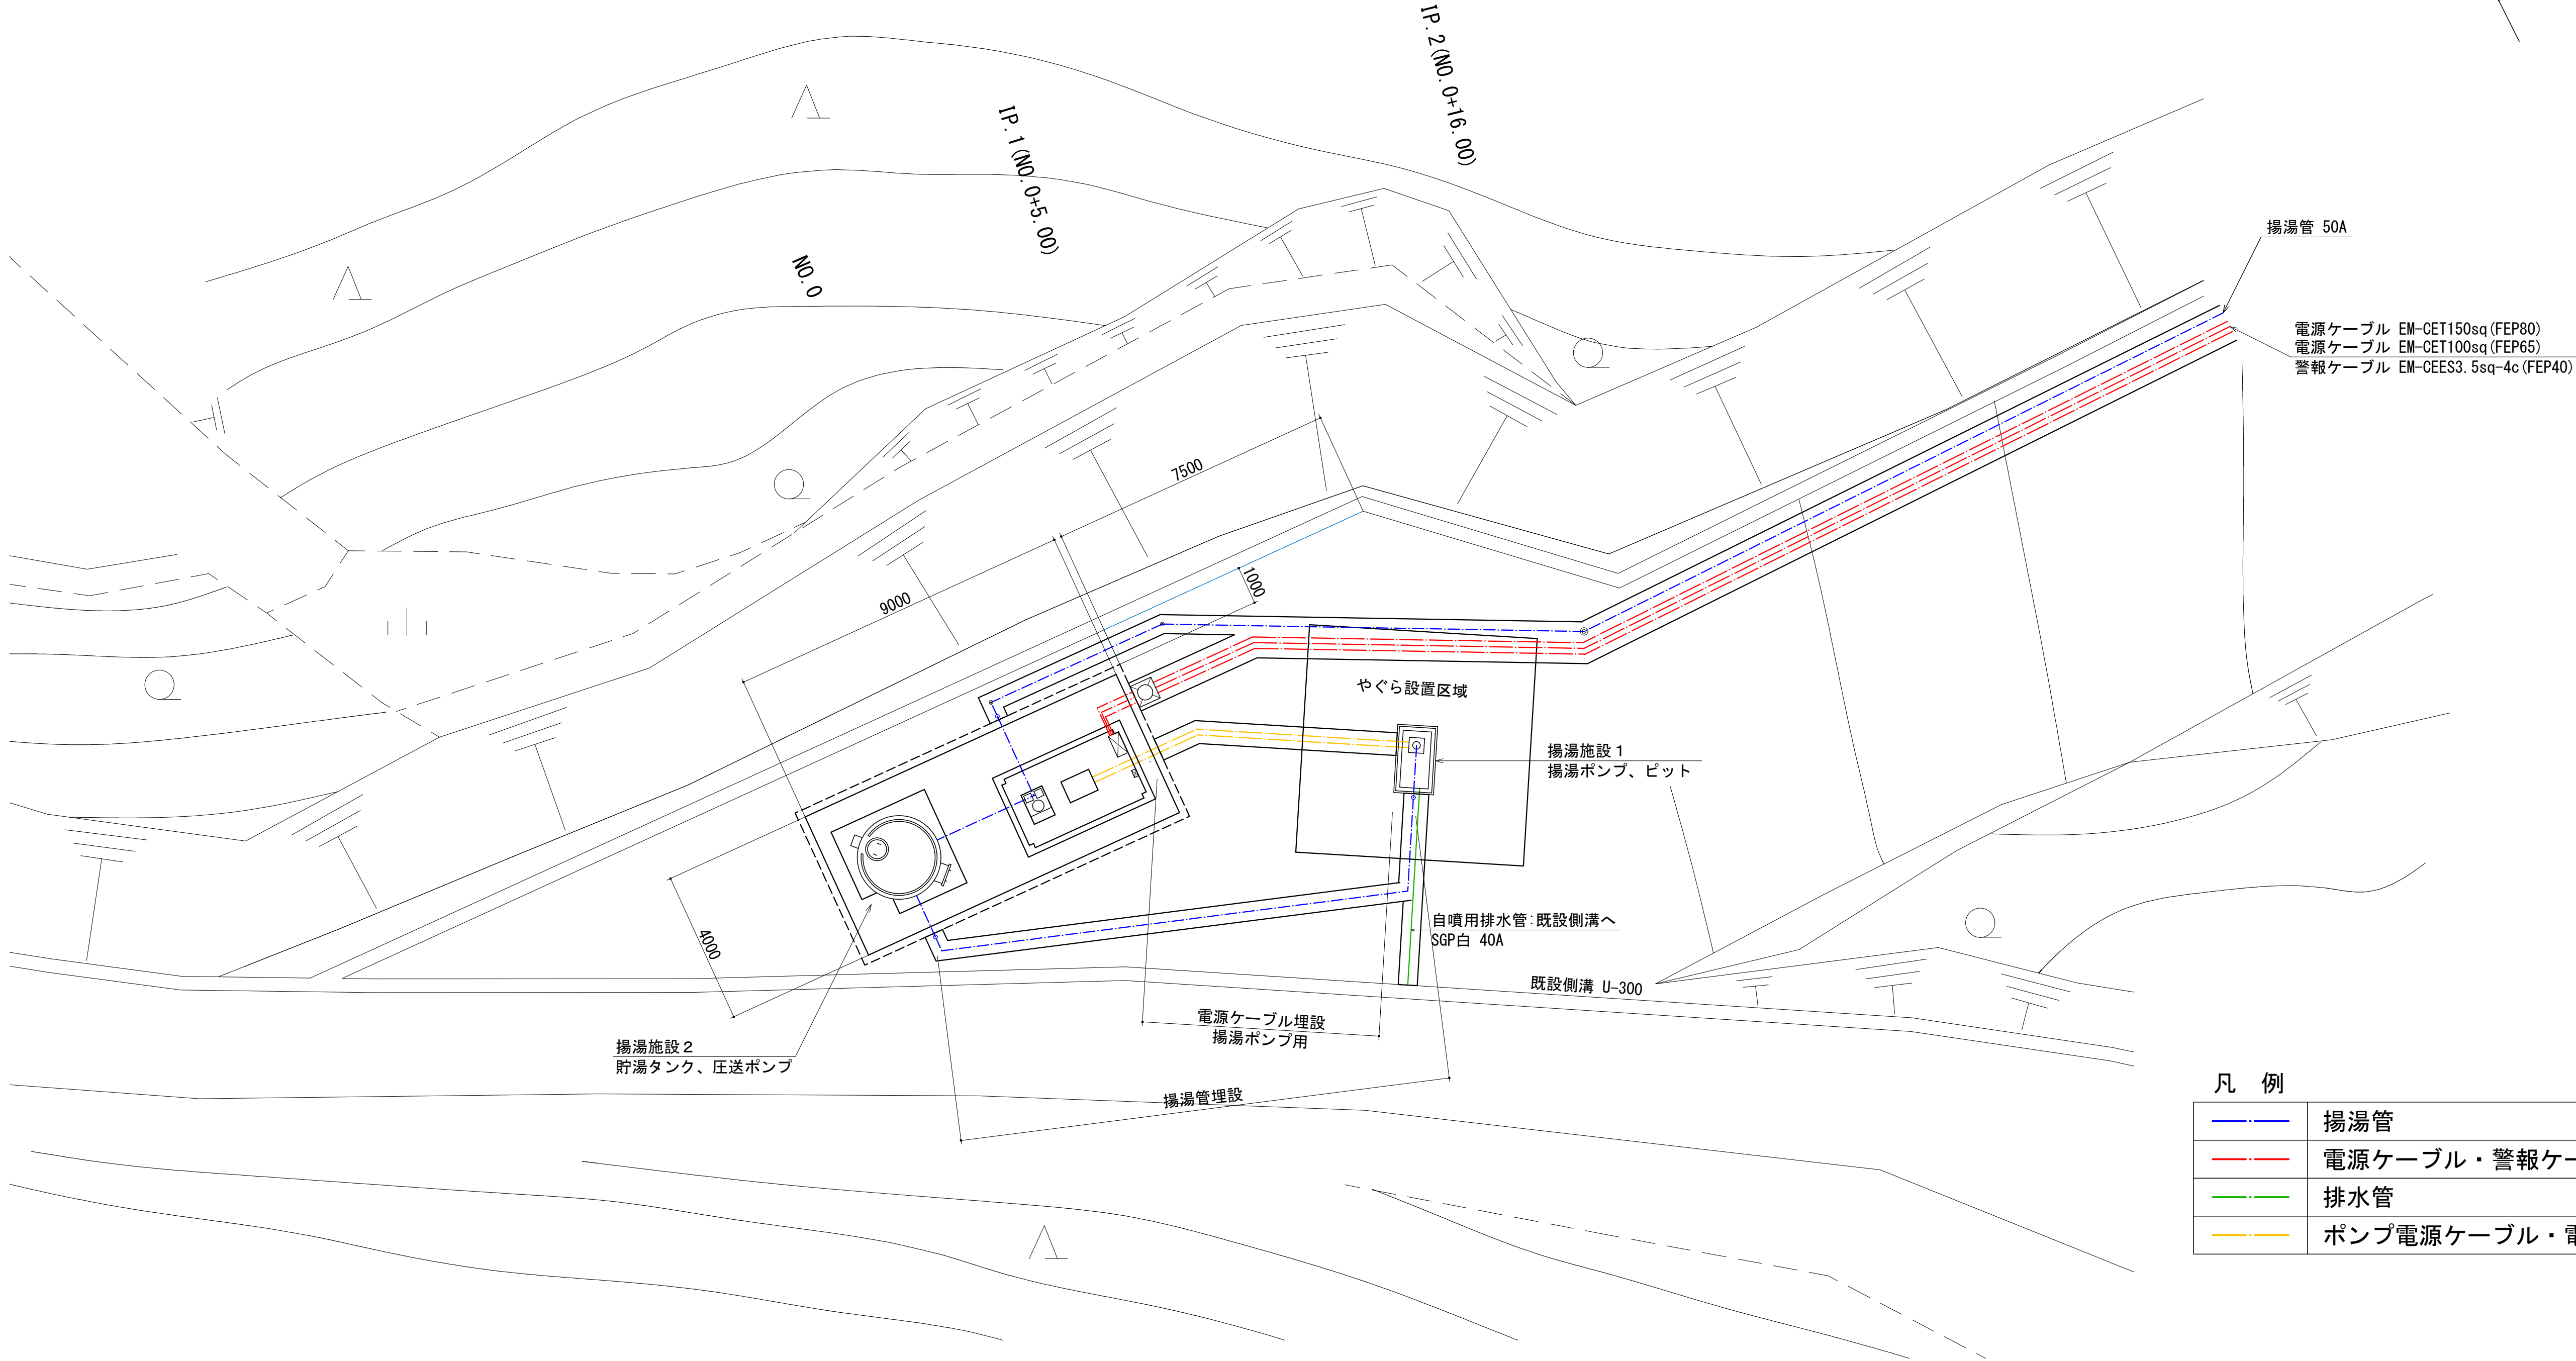 IP.2(NO.0+16.00)
IP.1(NO.0+5.00)
NO.0
揚湯管 50A
電源ケーブル EM-CET150sq(FEP80)
電源ケーブル EM-CET100sq(FEP65)
警報ケーブル EM-CEES3.5sq-4c(FEP40)
7500
9000
1000
4000
やぐら設置区域
揚湯施設1
揚湯ポンプ、ピット
自噴用排水管:既設側溝へ
SGP白 40A
既設側溝 U-300
電源ケーブル埋設
揚湯ポンプ用
揚湯施設2
貯湯タンク、圧送ポンプ
揚湯管埋設
凡 例
揚湯管
電源ケーブル・警報ケー
排水管
ポンプ電源ケーブル・電